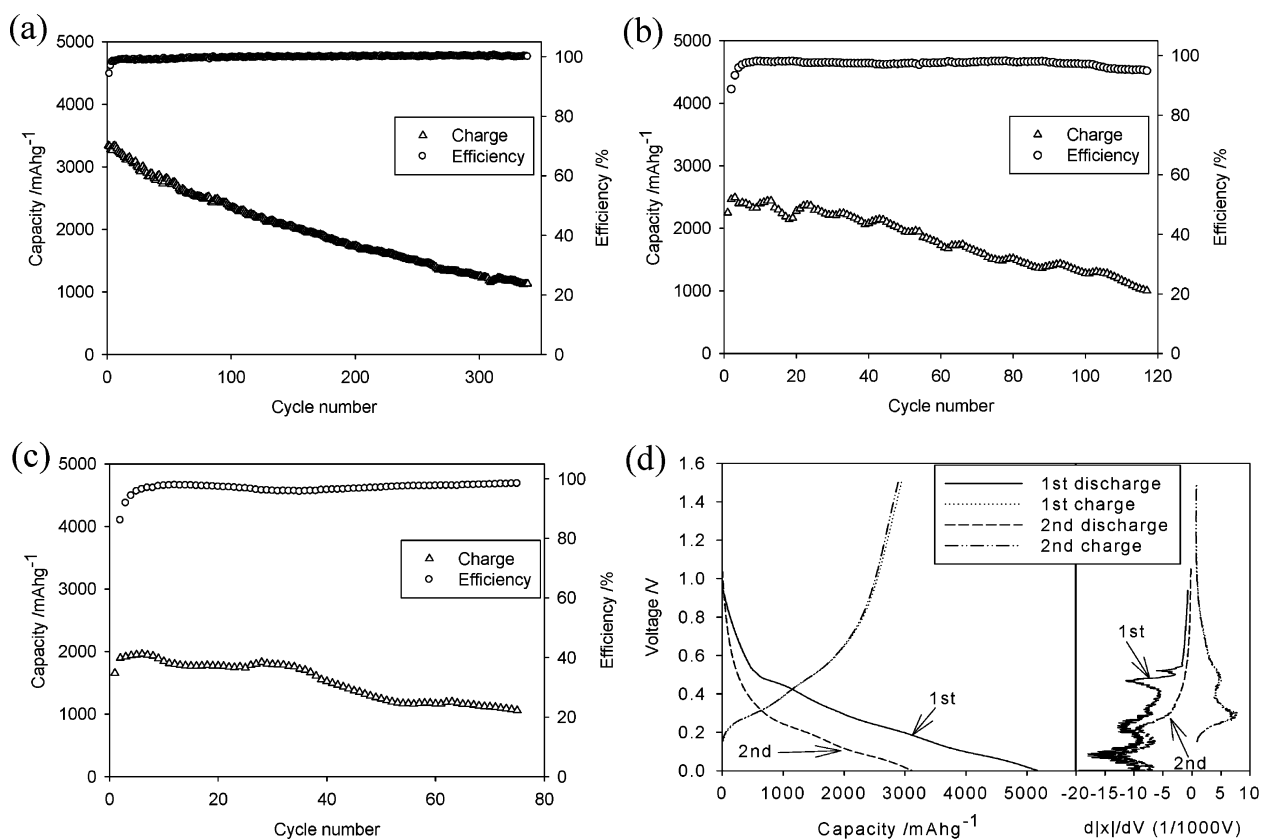 (a)
5000
4000
3000
2000
1000
0
Capacity /mAhg-1
100
80
60
40
20
0
Efficiency /%
Charge
Efficiency
0 100 200 300
Cycle number
(b)
5000
4000
3000
2000
1000
0
Capacity /mAhg-1
100
80
60
40
20
0
Efficiency /%
Charge
Efficiency
0 20 40 60 80 100 120
Cycle number
(c)
5000
4000
3000
2000
1000
0
Capacity /mAhg-1
100
80
60
40
20
0
Efficiency /%
Charge
Efficiency
0 20 40 60 80
Cycle number
(d)
1.6
1.4
1.2
1.0
0.8
0.6
0.4
0.2
0.0
Voltage /V
1st discharge
1st charge
2nd discharge
2nd charge
1st
2nd
1st
2nd
0 1000 2000 3000 4000 5000
Capacity /mAhg-1
-20 -15 -10 -5 0 5 10
d|x|/dV (1/1000V)